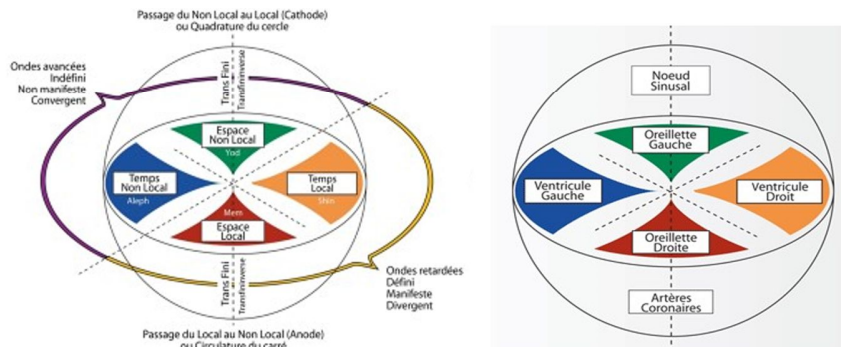 Passage du Non Local au Local (Cathode)
ou Quadrature du cercle
Ondes avancées
Indéfini
Non manifeste
Convergent
Trans Fini
Transfininverse
Espace
Non Local
Yod
Temps
Non Local
Aleph
Temps
Local
Shin
Mem
Espace
Local
Trans Fini
Transfininverse
Ondes retardées
Défini
Manifeste
Divergent
Passage du Local au Non Local (Anode)
ou Circulature du carré
Noeud
Sinusal
Oreillette
Gauche
Ventricule
Gauche
Ventricule
Droit
Oreillette
Droite
Artères
Coronaires